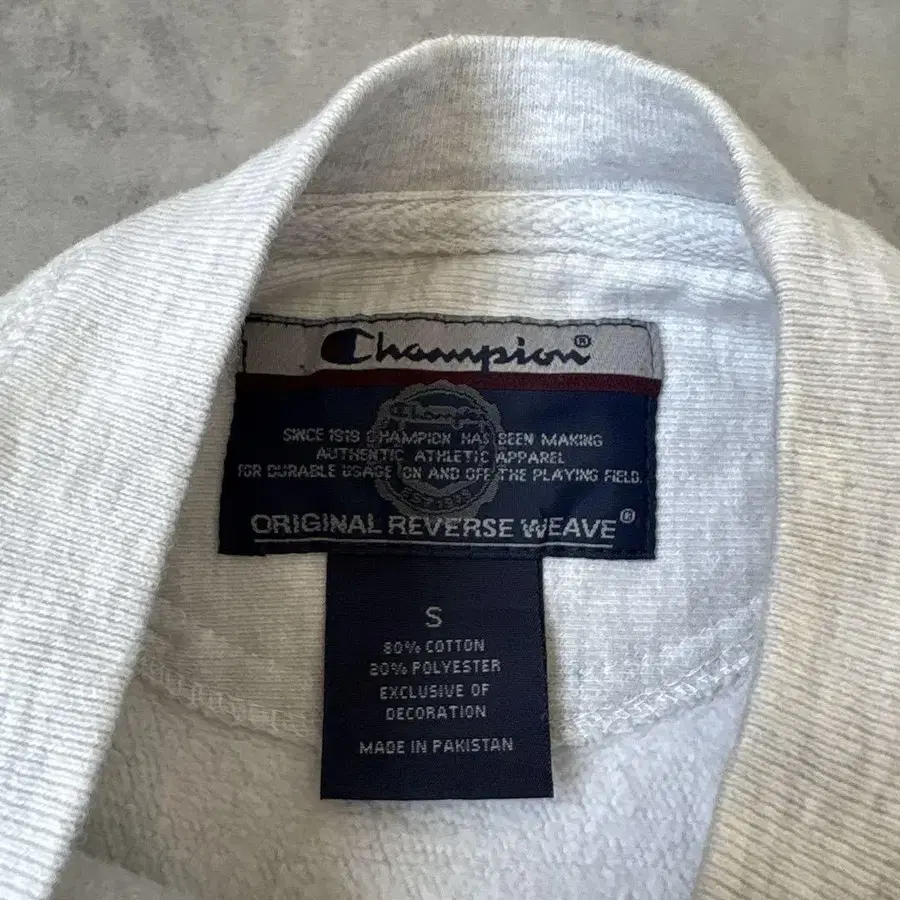 Champion®
Champion
SINCE 1919 CHAMPION HAS BEEN MAKING
AUTHENTIC ATHLETIC APPAREL
FOR DURABLE USAGE ON AND OFF THE PLAYING FIELD.
ORIGINAL REVERSE WEAVE®
S
80% COTTON
20% POLYESTER
EXCLUSIVE OF
DECORATION
MADE IN PAKISTAN